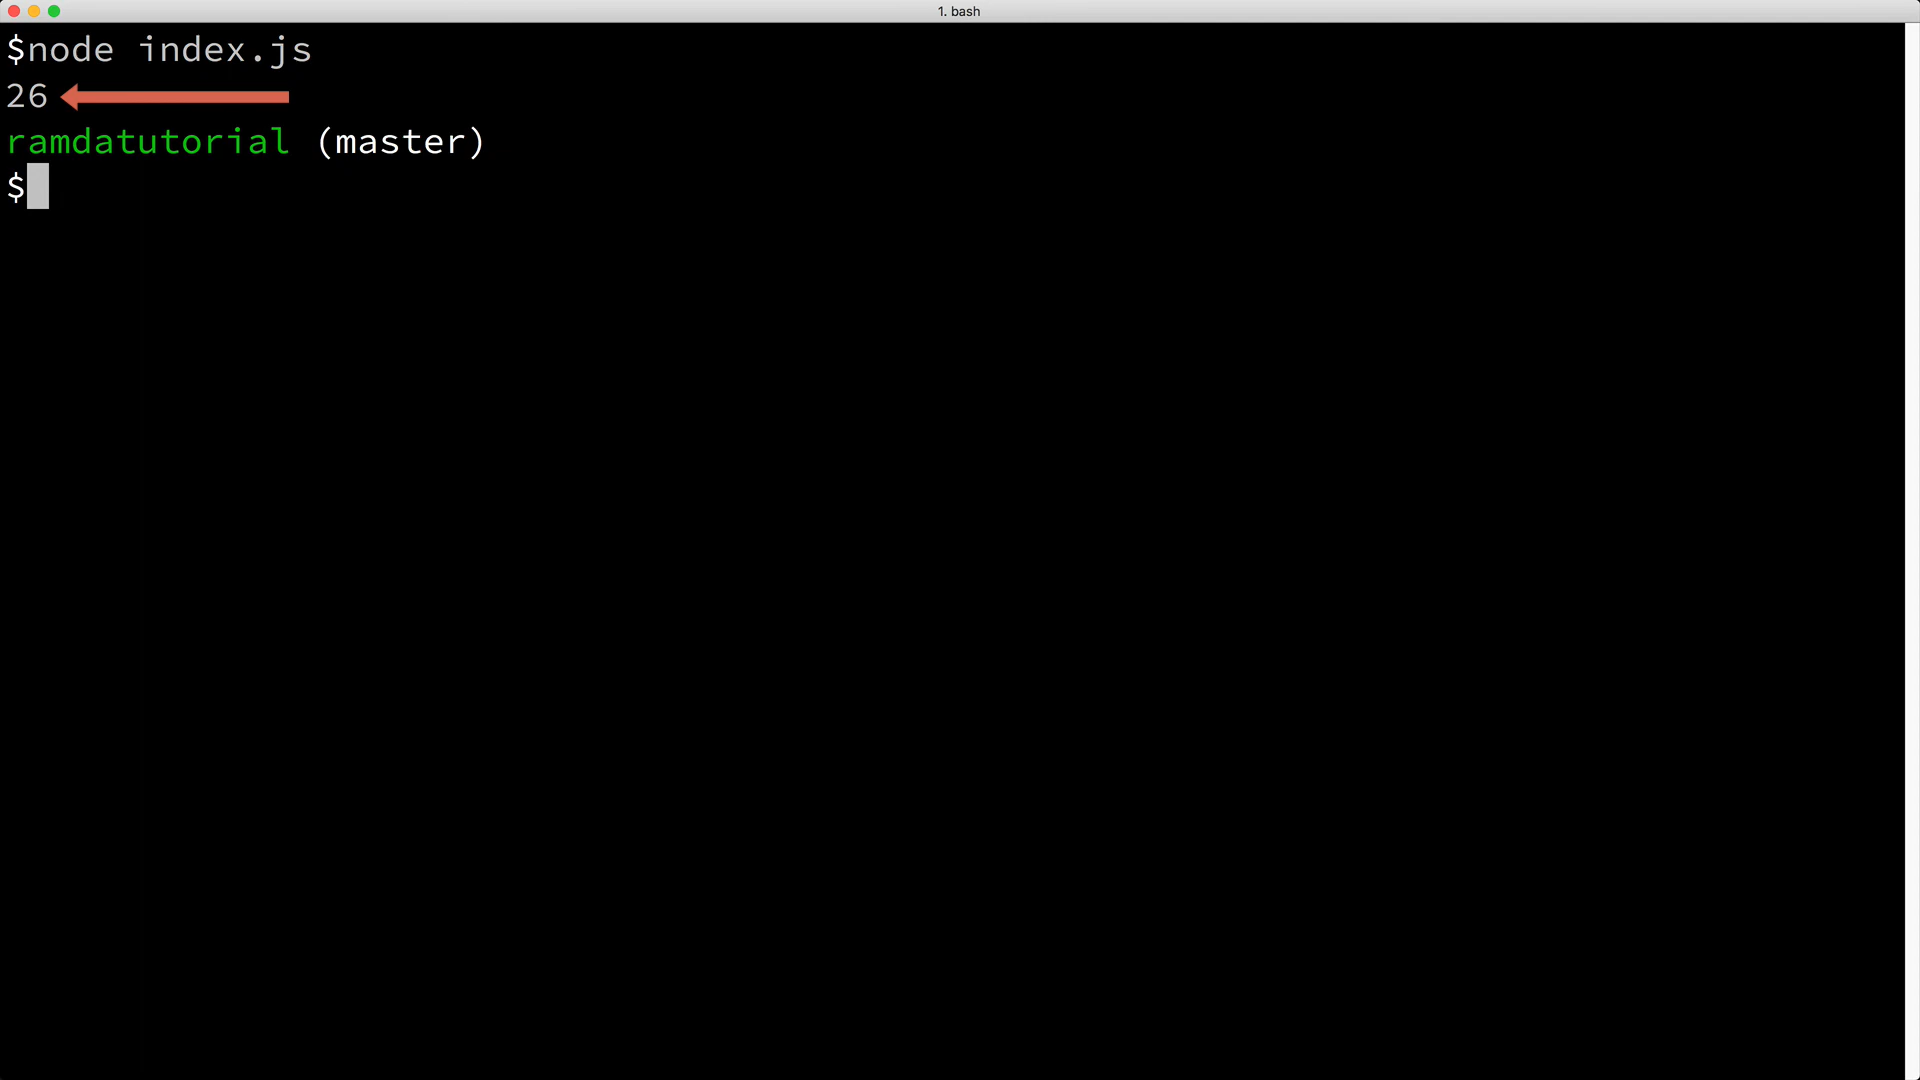 1. bash
$node index.js
26
ramdatutorial (master)
$